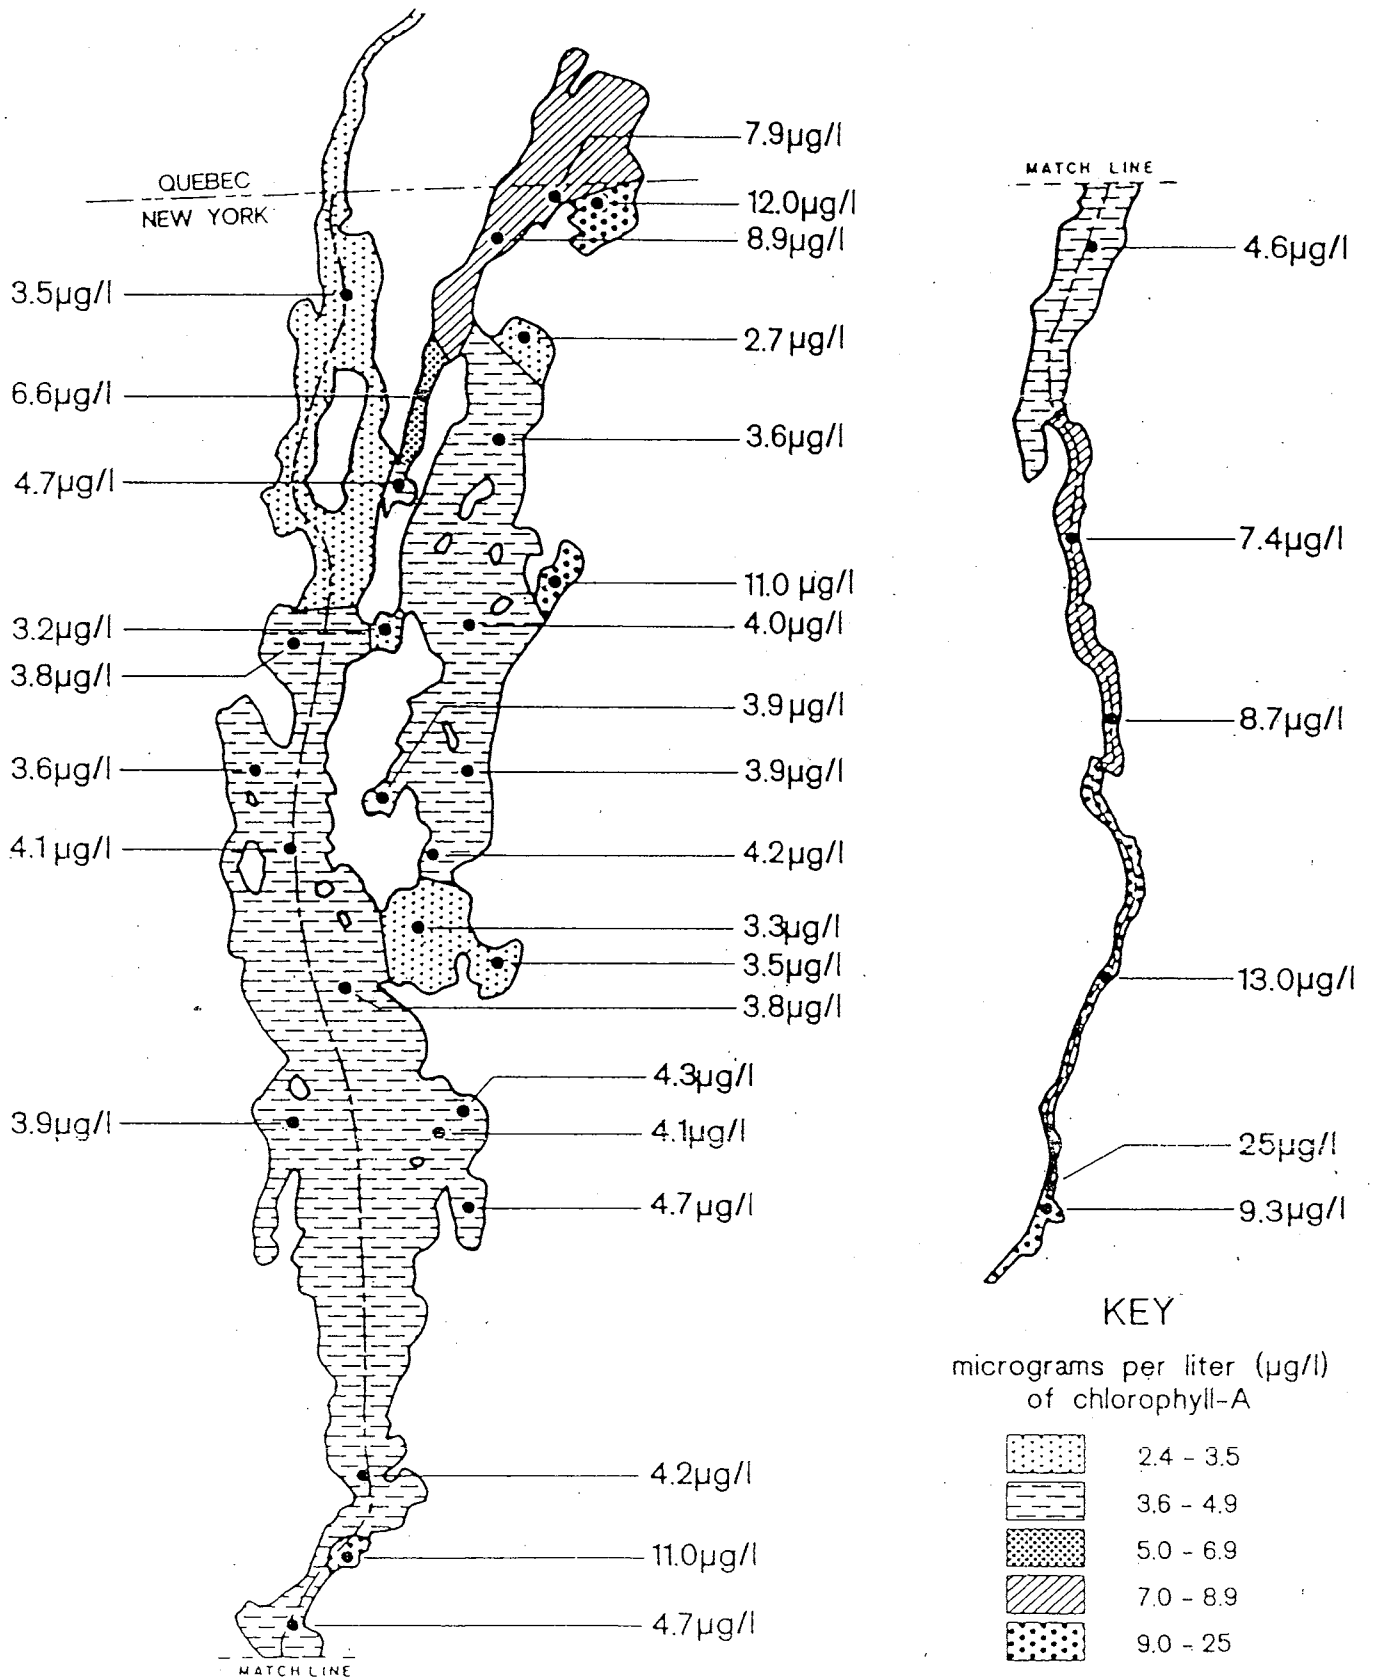 QUEBEC
NEW YORK
3.5µg/l
6.6µg/l
4.7µg/l
3.2µg/l
3.8µg/l
3.6µg/l
4.1µg/l
3.9µg/l
7.9µg/l
12.0µg/l
8.9µg/l
2.7µg/l
3.6µg/l
11.0 µg/l
4.0µg/l
3.9µg/l
3.9µg/l
4.2µg/l
3.3µg/l
3.5µg/l
3.8µg/l
4.3µg/l
4.1µg/l
4.7µg/l
4.2µg/l
11.0µg/l
4.7µg/l
MATCH LINE
MATCH LINE
4.6µg/l
7.4µg/l
8.7µg/l
13.0µg/l
25µg/l
9.3µg/l
KEY
micrograms per liter (µg/l)
of chlorophyll-A
2.4 - 3.5
3.6 - 4.9
5.0 - 6.9
7.0 - 8.9
9.0 - 25